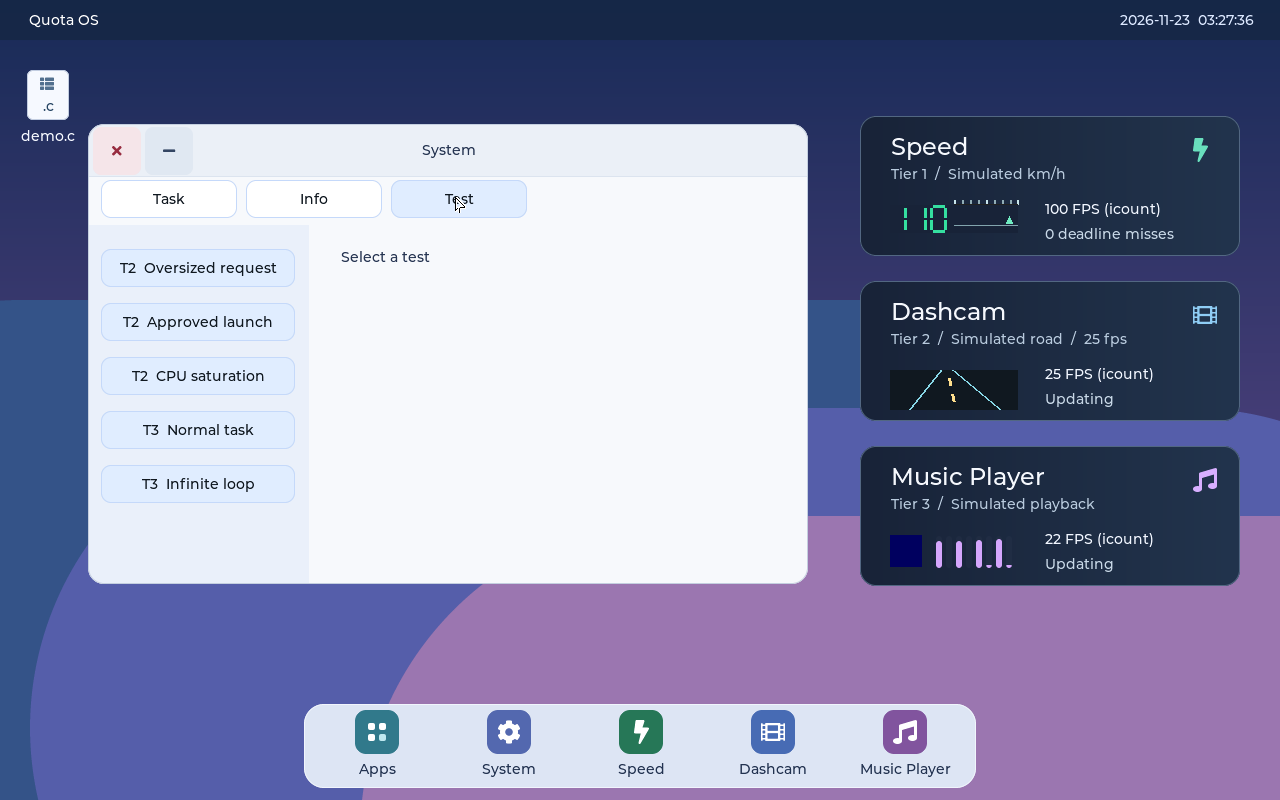 Quota OS
2026-11-23 03:27:36
.c
demo.c
System
Task
Info
Test
T2 Oversized request
T2 Approved launch
T2 CPU saturation
T3 Normal task
T3 Infinite loop
Select a test
Speed
Tier 1 / Simulated km/h
110
100 FPS (icount)
0 deadline misses
Dashcam
Tier 2 / Simulated road / 25 fps
25 FPS (icount)
Updating
Music Player
Tier 3 / Simulated playback
22 FPS (icount)
Updating
Apps
System
Speed
Dashcam
Music Player